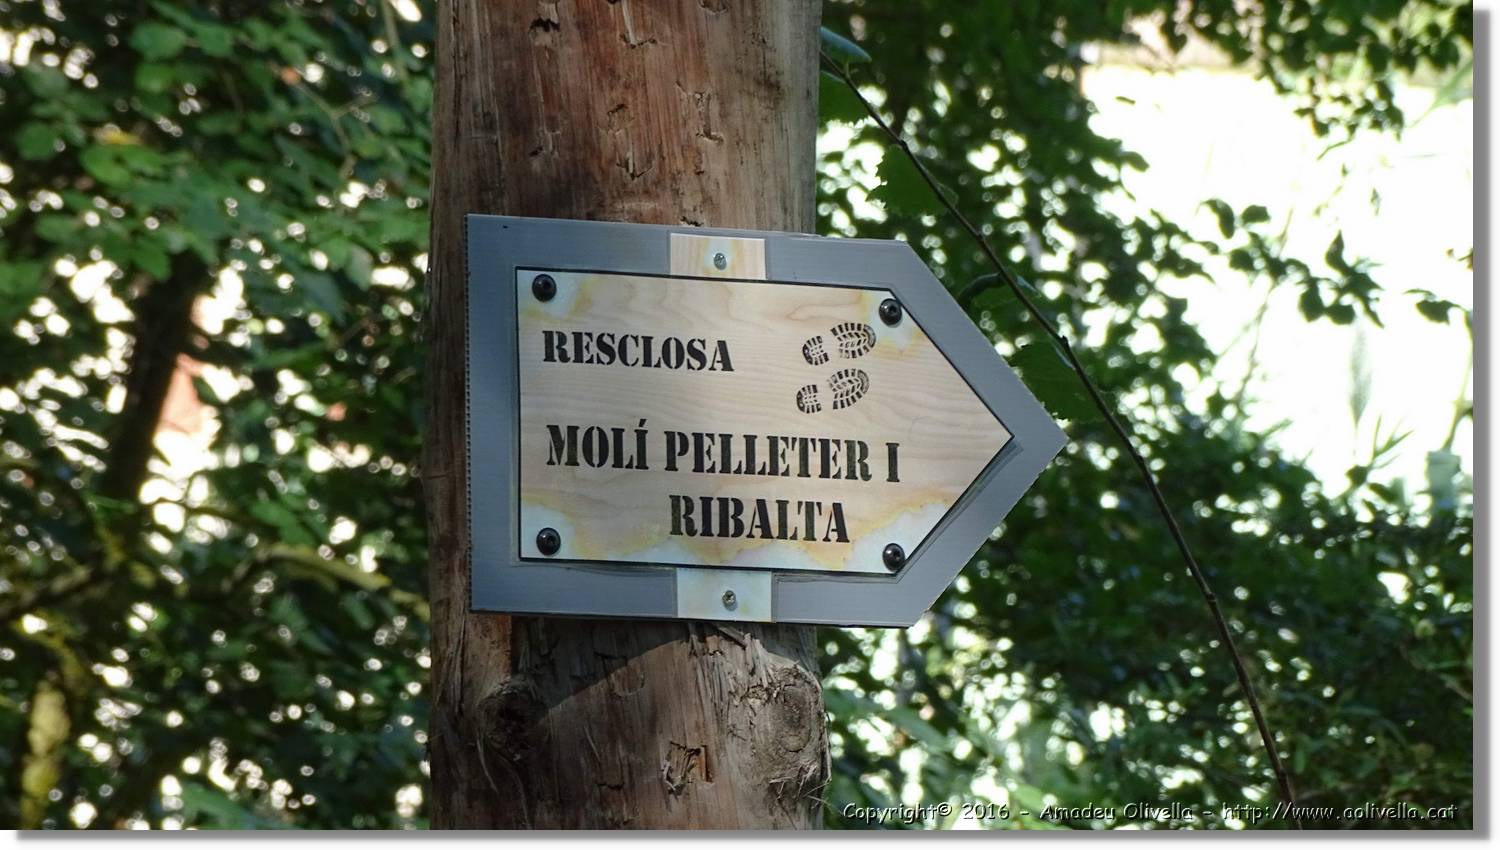 RESCLOSA
MOLÍ PELLETER I
RIBALTA
Copyright© 2016 - Amadeu Olivella - http://www.aolivella.cat